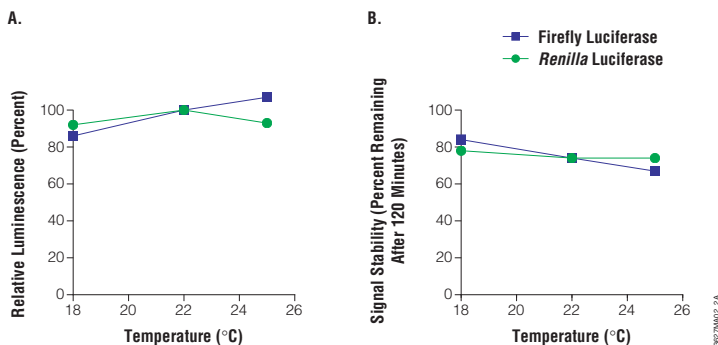 A.
B.
Firefly Luciferase
Renilla Luciferase
Relative Luminescence (Percent)
100
80
60
40
20
0
18 20 22 24 26
Temperature (°C)
Signal Stability (Percent Remaining
After 120 Minutes)
100
80
60
40
20
0
18 20 22 24 26
Temperature (°C)